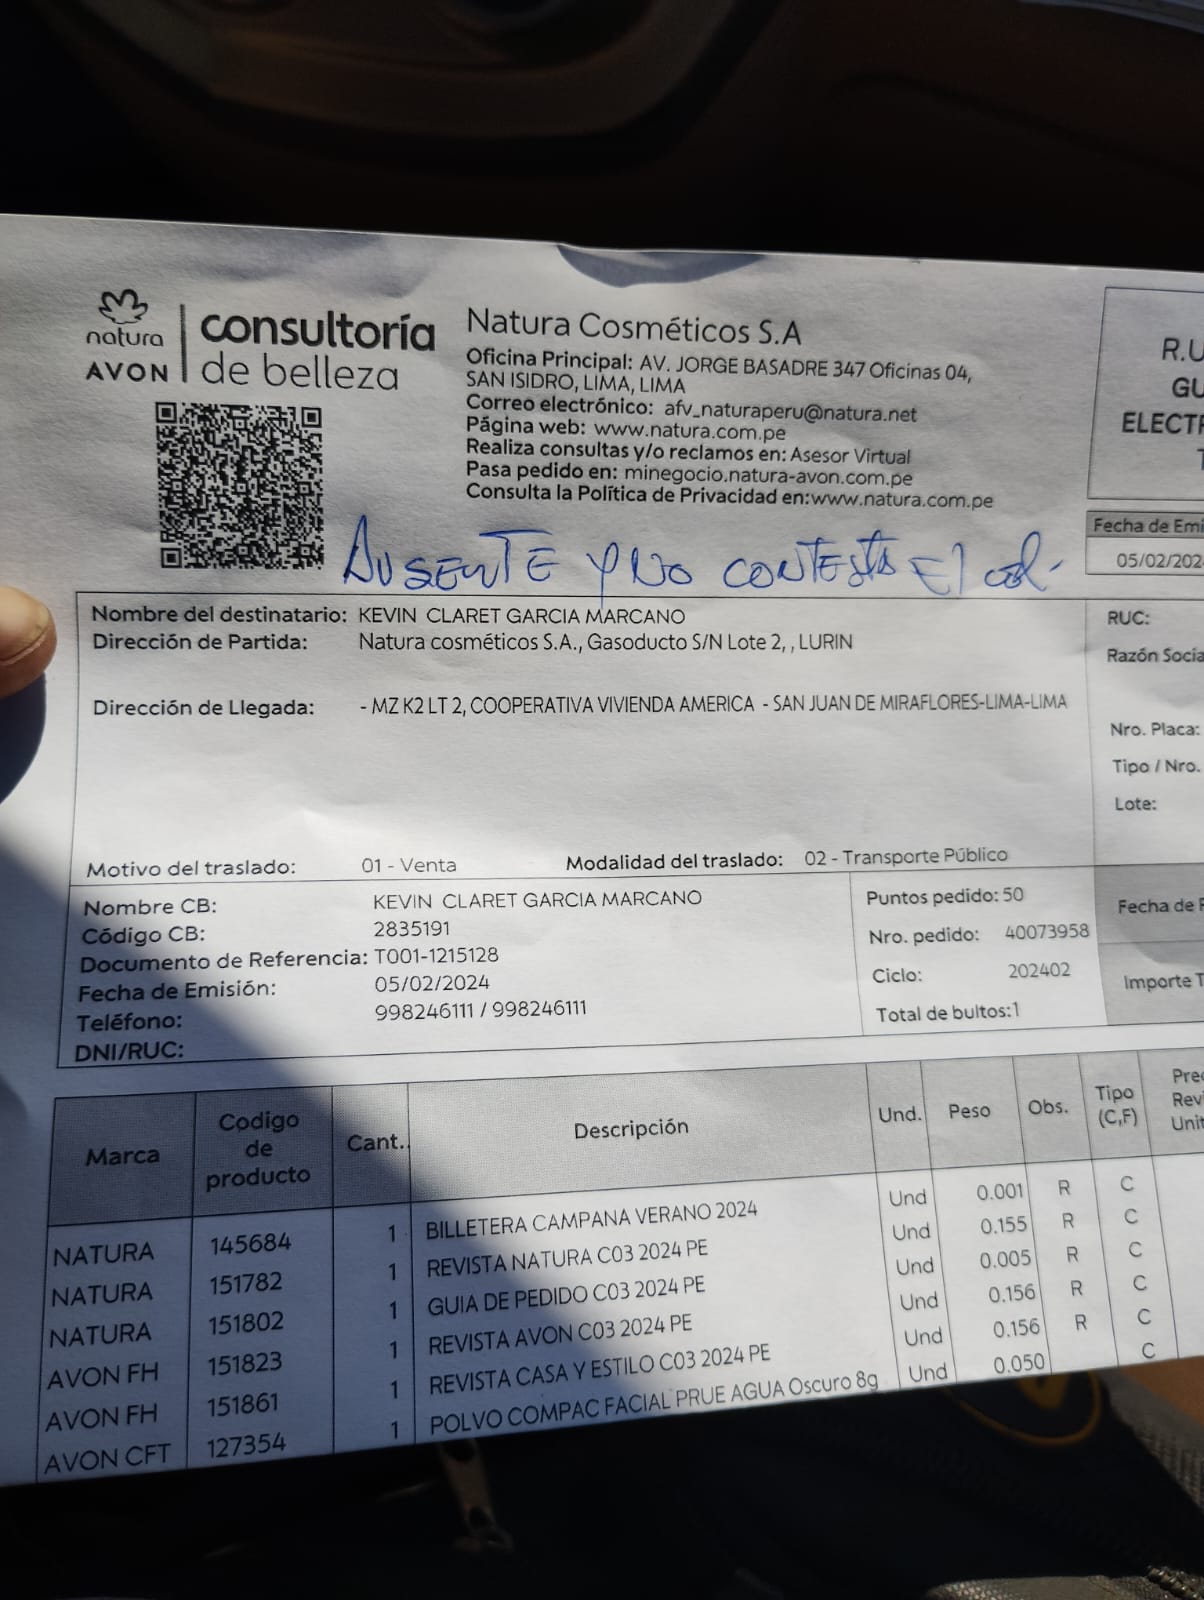 natura
AVON
consultoría
de belleza
Natura Cosméticos S.A
Oficina Principal: AV. JORGE BASADRE 347 Oficinas 04,
SAN ISIDRO, LIMA, LIMA
Correo electrónico: afv_naturaperu@natura.net
Página web: www.natura.com.pe
Realiza consultas y/o reclamos en: Asesor Virtual
Pasa pedido en: minegocio.natura-avon.com.pe
Consulta la Política de Privacidad en:www.natura.com.pe
R.U
GU
ELECTR
T
Fecha de Emi
05/02/202
AUSENTE Y NO CONTESTA El cel.
Nombre del destinatario: KEVIN CLARET GARCIA MARCANO
Dirección de Partida: Natura cosméticos S.A., Gasoducto S/N Lote 2, , LURIN
Dirección de Llegada: - MZ K2 LT 2, COOPERATIVA VIVIENDA AMERICA - SAN JUAN DE MIRAFLORES-LIMA-LIMA
Motivo del traslado: 01 - Venta Modalidad del traslado: 02 - Transporte Público
RUC:
Razón Socia
Nro. Placa:
Tipo / Nro.
Lote:
Nombre CB: KEVIN CLARET GARCIA MARCANO
Código CB: 2835191
Documento de Referencia: T001-1215128
Fecha de Emisión: 05/02/2024
Teléfono: 998246111 / 998246111
DNI/RUC:
Puntos pedido: 50
Nro. pedido: 40073958
Ciclo: 202402
Total de bultos:1
Fecha de
Importe T
Marca Codigo de producto Cant. Descripción Und. Peso Obs. Tipo (C,F) Prec Revi Unit
NATURA 145684 1 BILLETERA CAMPANA VERANO 2024 Und 0.001 R C
NATURA 151782 1 REVISTA NATURA C03 2024 PE Und 0.155 R C
NATURA 151802 1 GUIA DE PEDIDO C03 2024 PE Und 0.005 R C
AVON FH 151823 1 REVISTA AVON C03 2024 PE Und 0.156 R C
AVON FH 151861 1 REVISTA CASA Y ESTILO C03 2024 PE Und 0.156 R C
AVON CFT 127354 1 POLVO COMPAC FACIAL PRUE AGUA Oscuro 8g Und 0.050 C